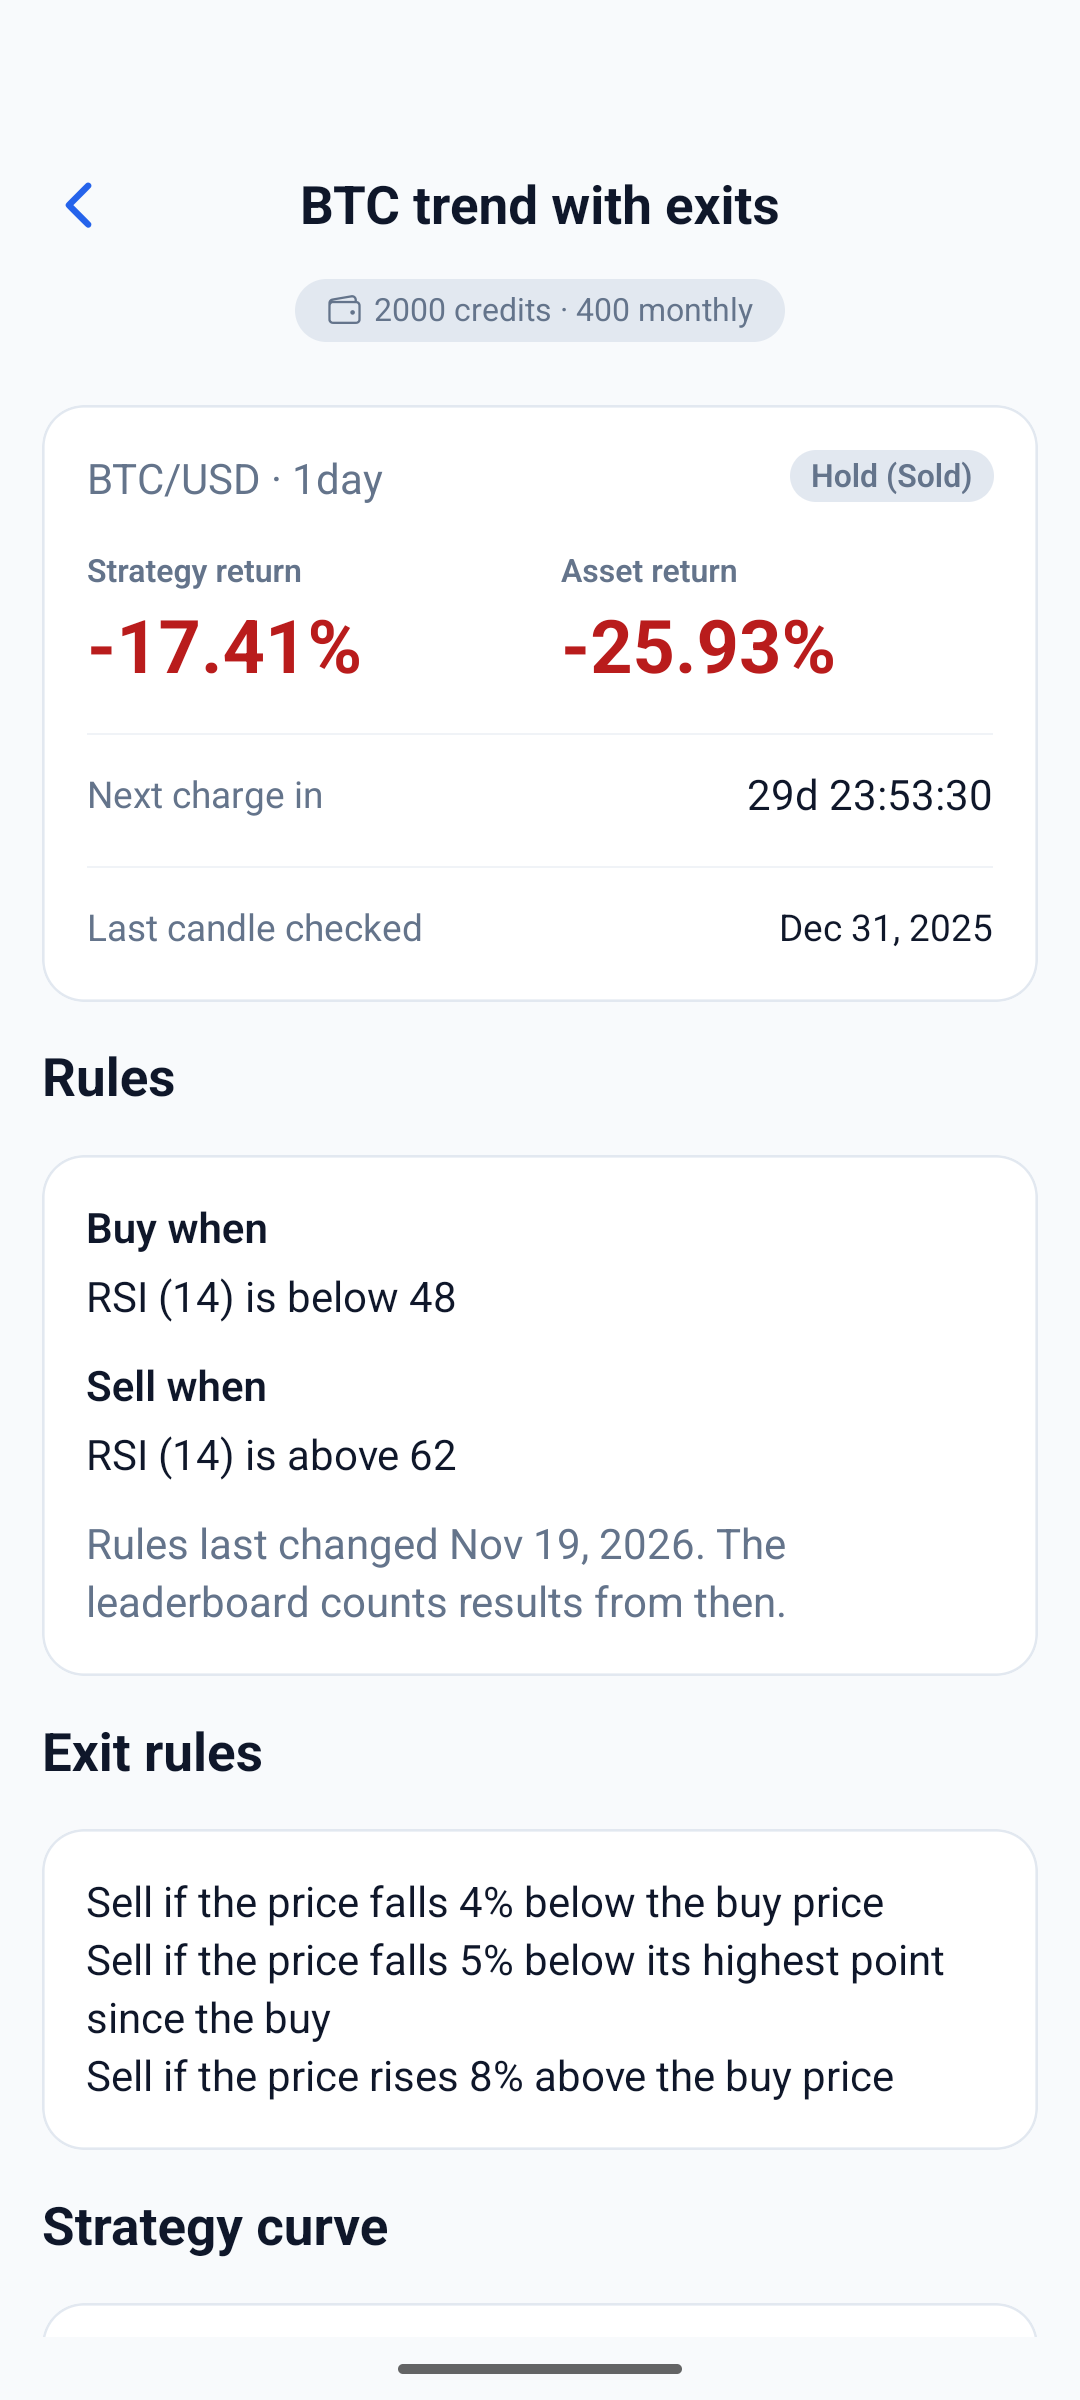 BTC trend with exits
2000 credits · 400 monthly
BTC/USD · 1day
Hold (Sold)
Strategy return
Asset return
-17.41%
-25.93%
Next charge in
29d 23:53:30
Last candle checked
Dec 31, 2025
Rules
Buy when
RSI (14) is below 48
Sell when
RSI (14) is above 62
Rules last changed Nov 19, 2026. The
leaderboard counts results from then.
Exit rules
Sell if the price falls 4% below the buy price
Sell if the price falls 5% below its highest point
since the buy
Sell if the price rises 8% above the buy price
Strategy curve